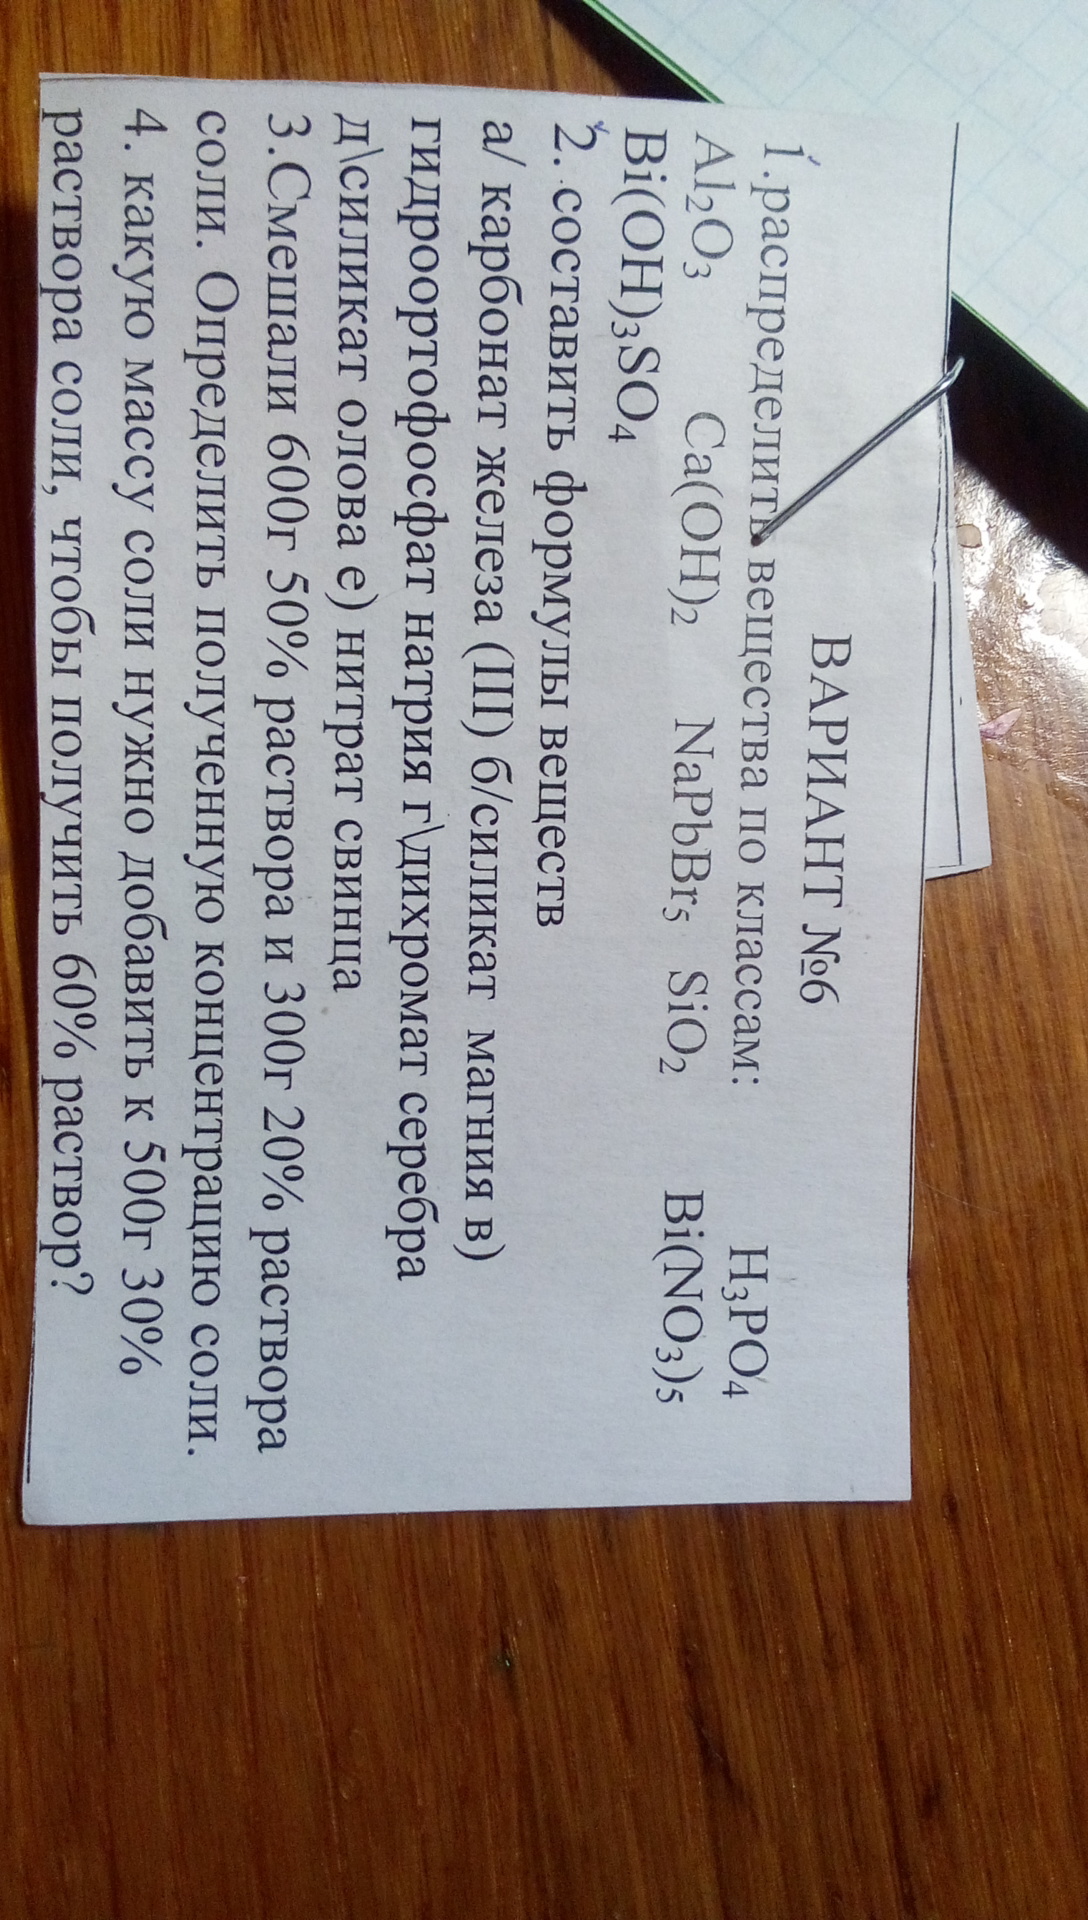 ВАРИАНТ №6
1.распределить вещества по классам: H₃PO₄
Al₂O₃ Ca(OH)₂ NaPbBr₅ SiO₂ Bi(NO₃)₅
Bi(OH)₃SO₄
2. составить формулы веществ
а/ карбонат железа (III) б/силикат магния в)
гидроортофосфат натрия г\дихромат серебра
д\силикат олова е) нитрат свинца
3.Смешали 600г 50% раствора и 300г 20% раствора
соли. Определить полученную концентрацию соли.
4. какую массу соли нужно добавить к 500г 30%
раствора соли, чтобы получить 60% раствор?